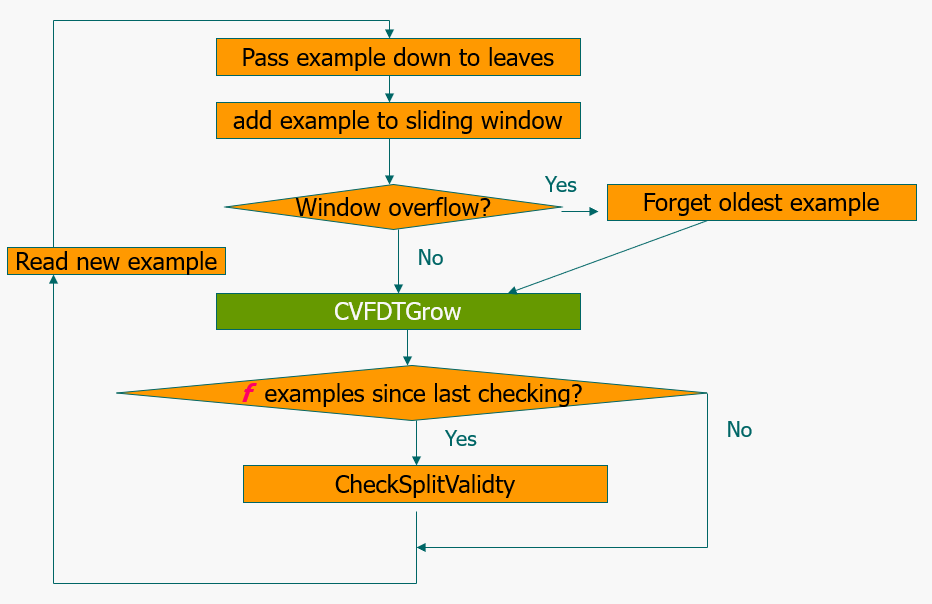 Pass example down to leaves
add example to sliding window
Yes
Window overflow?
Forget oldest example
No
Read new example
CVFDTGrow
f examples since last checking?
No
Yes
CheckSplitValidty